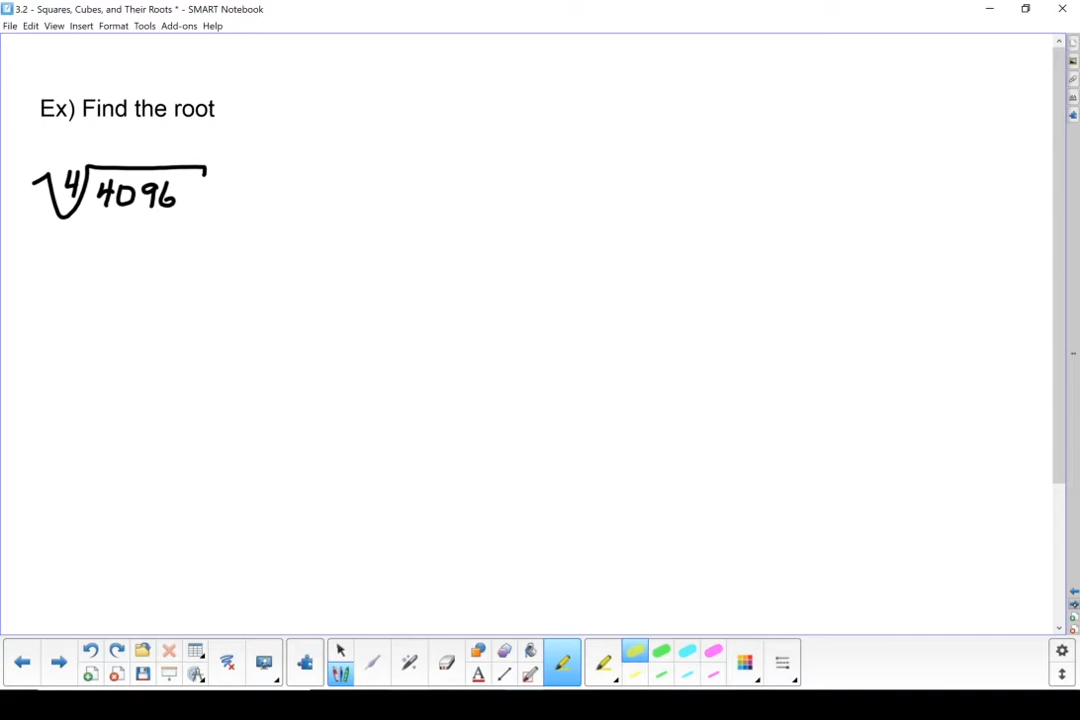 3.2 - Squares, Cubes, and Their Roots * - SMART Notebook
File Edit View Insert Format Tools Add-ons Help
Ex) Find the root
∜4096